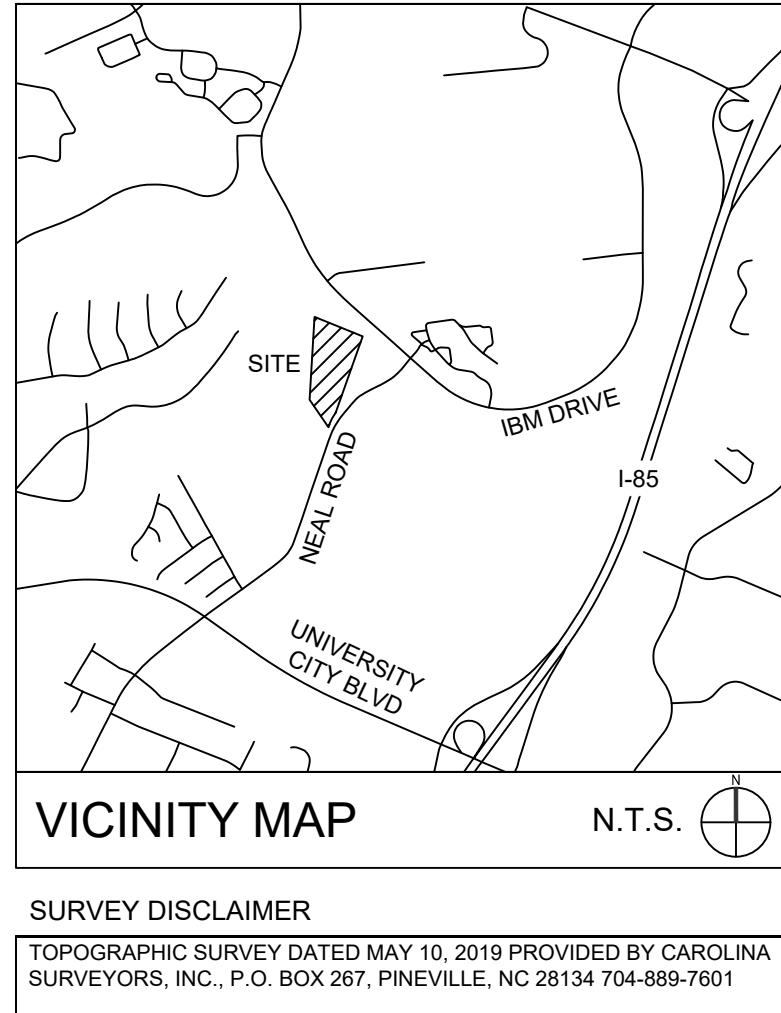 SITE
IBM DRIVE
I-85
NEAL ROAD
UNIVERSITY
CITY BLVD
VICINITY MAP
N.T.S.
N
SURVEY DISCLAIMER
TOPOGRAPHIC SURVEY DATED MAY 10, 2019 PROVIDED BY CAROLINA
SURVEYORS, INC., P.O. BOX 267, PINEVILLE, NC 28134 704-889-7601